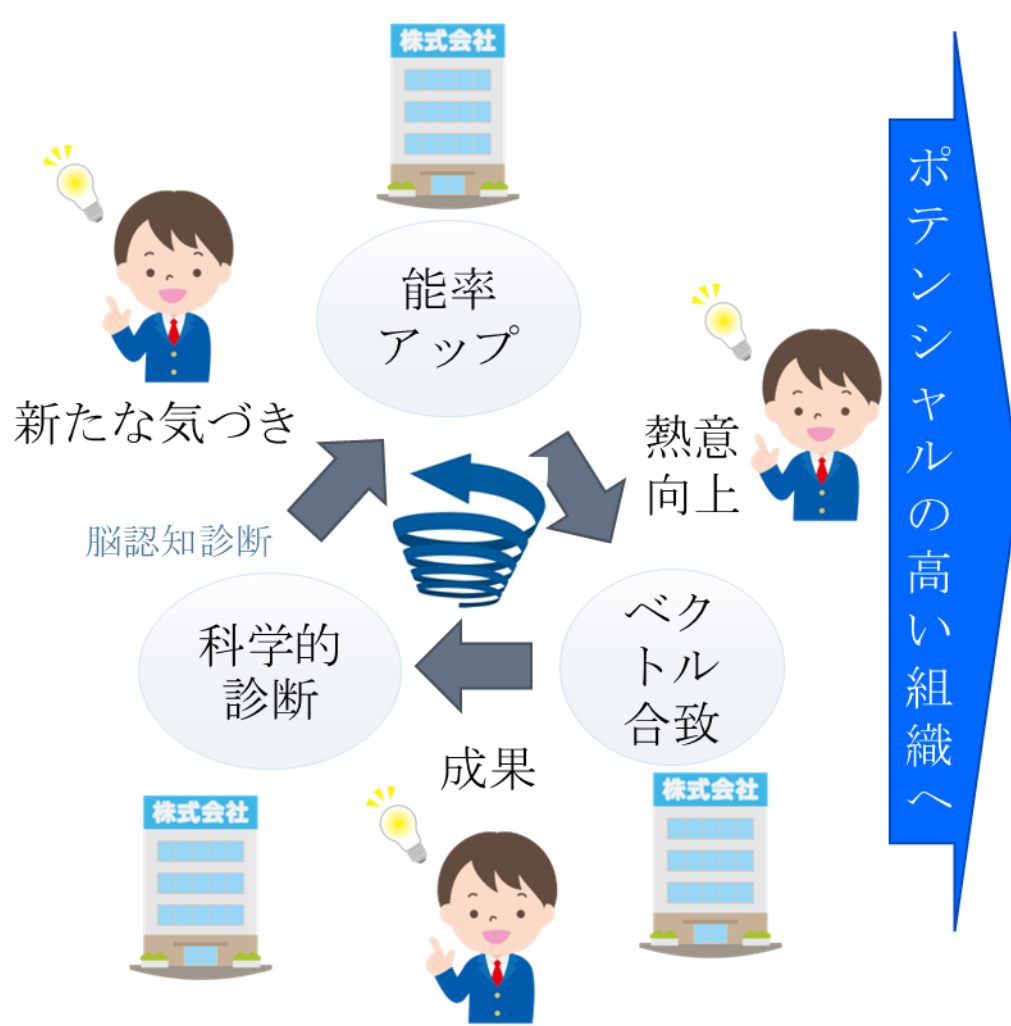 株式会社
能率
アップ
新たな気づき
熱意
向上
脳認知診断
科学的
診断
ベク
トル
合致
成果
株式会社
株式会社
ポテンシャルの高い組織へ